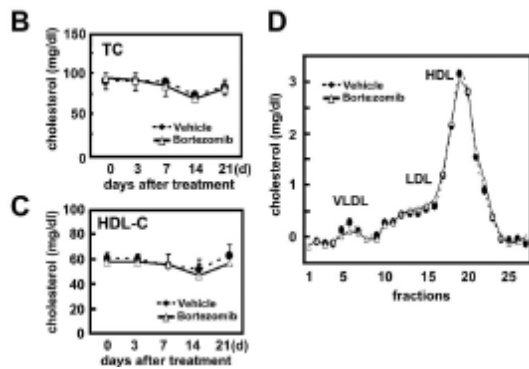 B
TC
cholesterol (mg/dl)
150
100
50
0
Vehicle
Bortezomib
0 3 7 14 21(d)
days after treatment
C
HDL-C
cholesterol (mg/dl)
100
80
60
40
20
0
Vehicle
Bortezomib
0 3 7 14 21(d)
days after treatment
D
Vehicle
Bortezomib
HDL
LDL
VLDL
cholesterol (mg/dl)
3
2
1
0
1 5 10 15 20 25
fractions